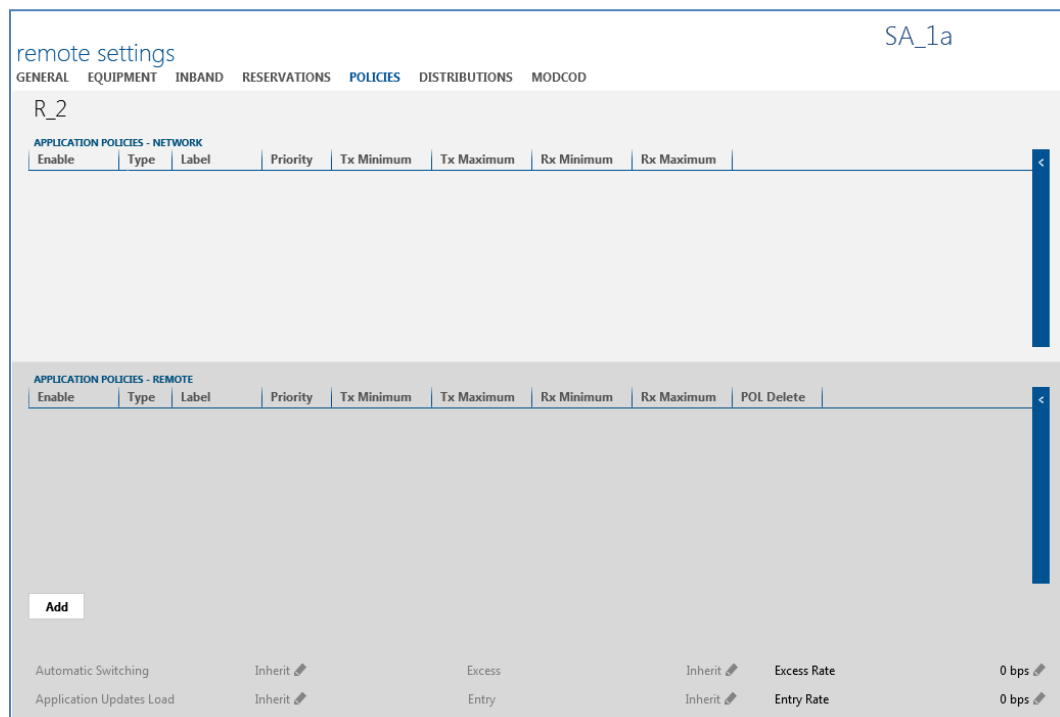 SA_1a
remote settings
GENERAL EQUIPMENT INBAND RESERVATIONS POLICIES DISTRIBUTIONS MODCOD
R_2
APPLICATION POLICIES - NETWORK
Enable Type Label Priority Tx Minimum Tx Maximum Rx Minimum Rx Maximum
<
APPLICATION POLICIES - REMOTE
Enable Type Label Priority Tx Minimum Tx Maximum Rx Minimum Rx Maximum POL Delete
<
Add
Automatic Switching Inherit Excess Inherit Excess Rate 0 bps
Application Updates Load Inherit Entry Inherit Entry Rate 0 bps